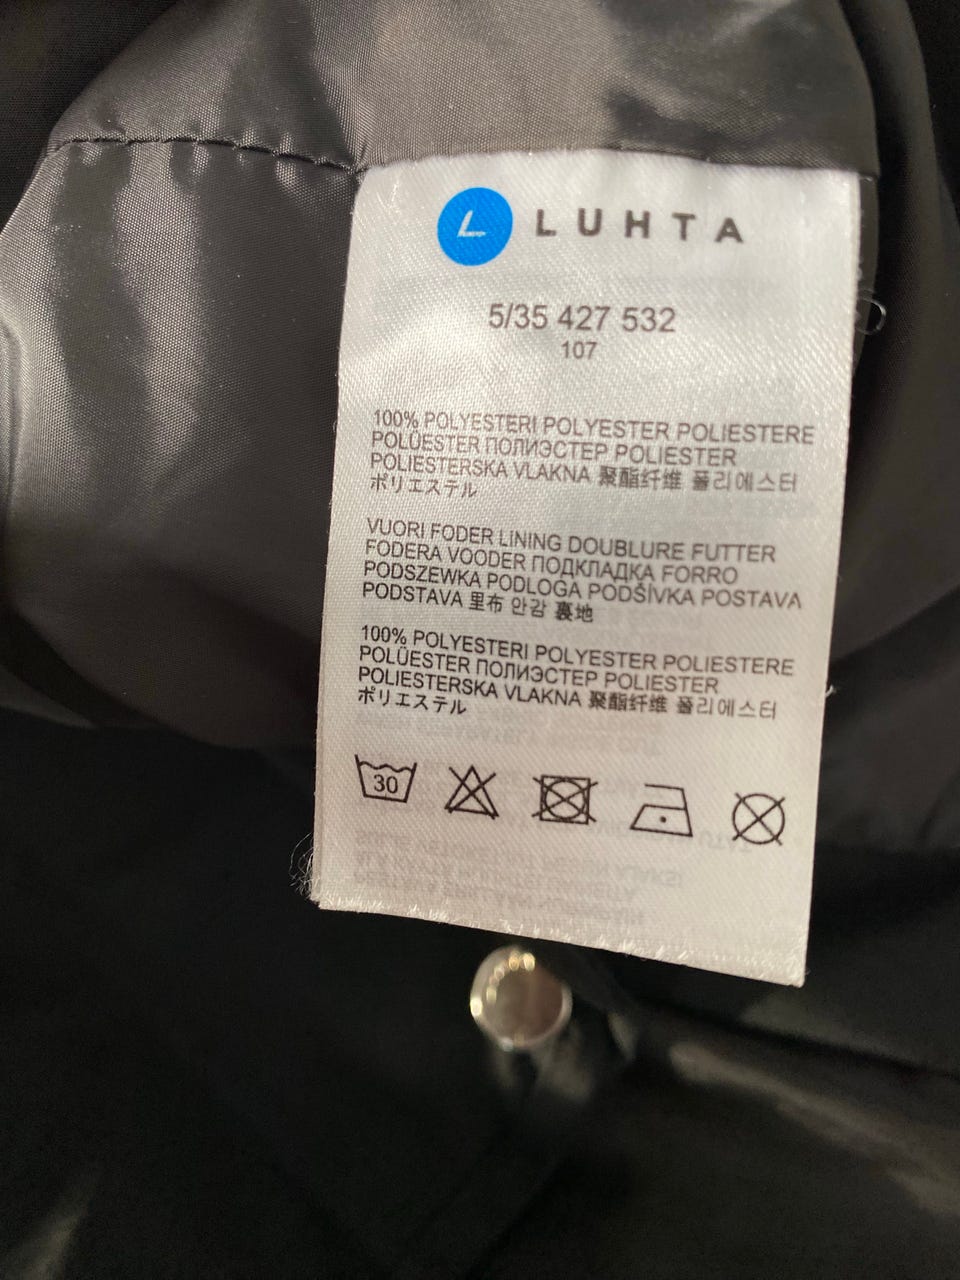 L LUHTA
5/35 427 532
107
100% POLYESTERI POLYESTER POLIESTERE
POLÜESTER ПОЛИЭСТЕР POLIESTER
POLIESTERSKA VLAKNA 聚酯纤维 폴리에스터
ポリエステル
VUORI FODER LINING DOUBLURE FUTTER
FODERA VOODER ПОДКЛАДКА FORRO
PODSZEWKA PODLOGA PODŠÍVKA POSTAVA
PODSTAVA 里布 안감 裏地
100% POLYESTERI POLYESTER POLIESTERE
POLÜESTER ПОЛИЭСТЕР POLIESTER
POLIESTERSKA VLAKNA 聚酯纤维 폴리에스터
ポリエステル
30